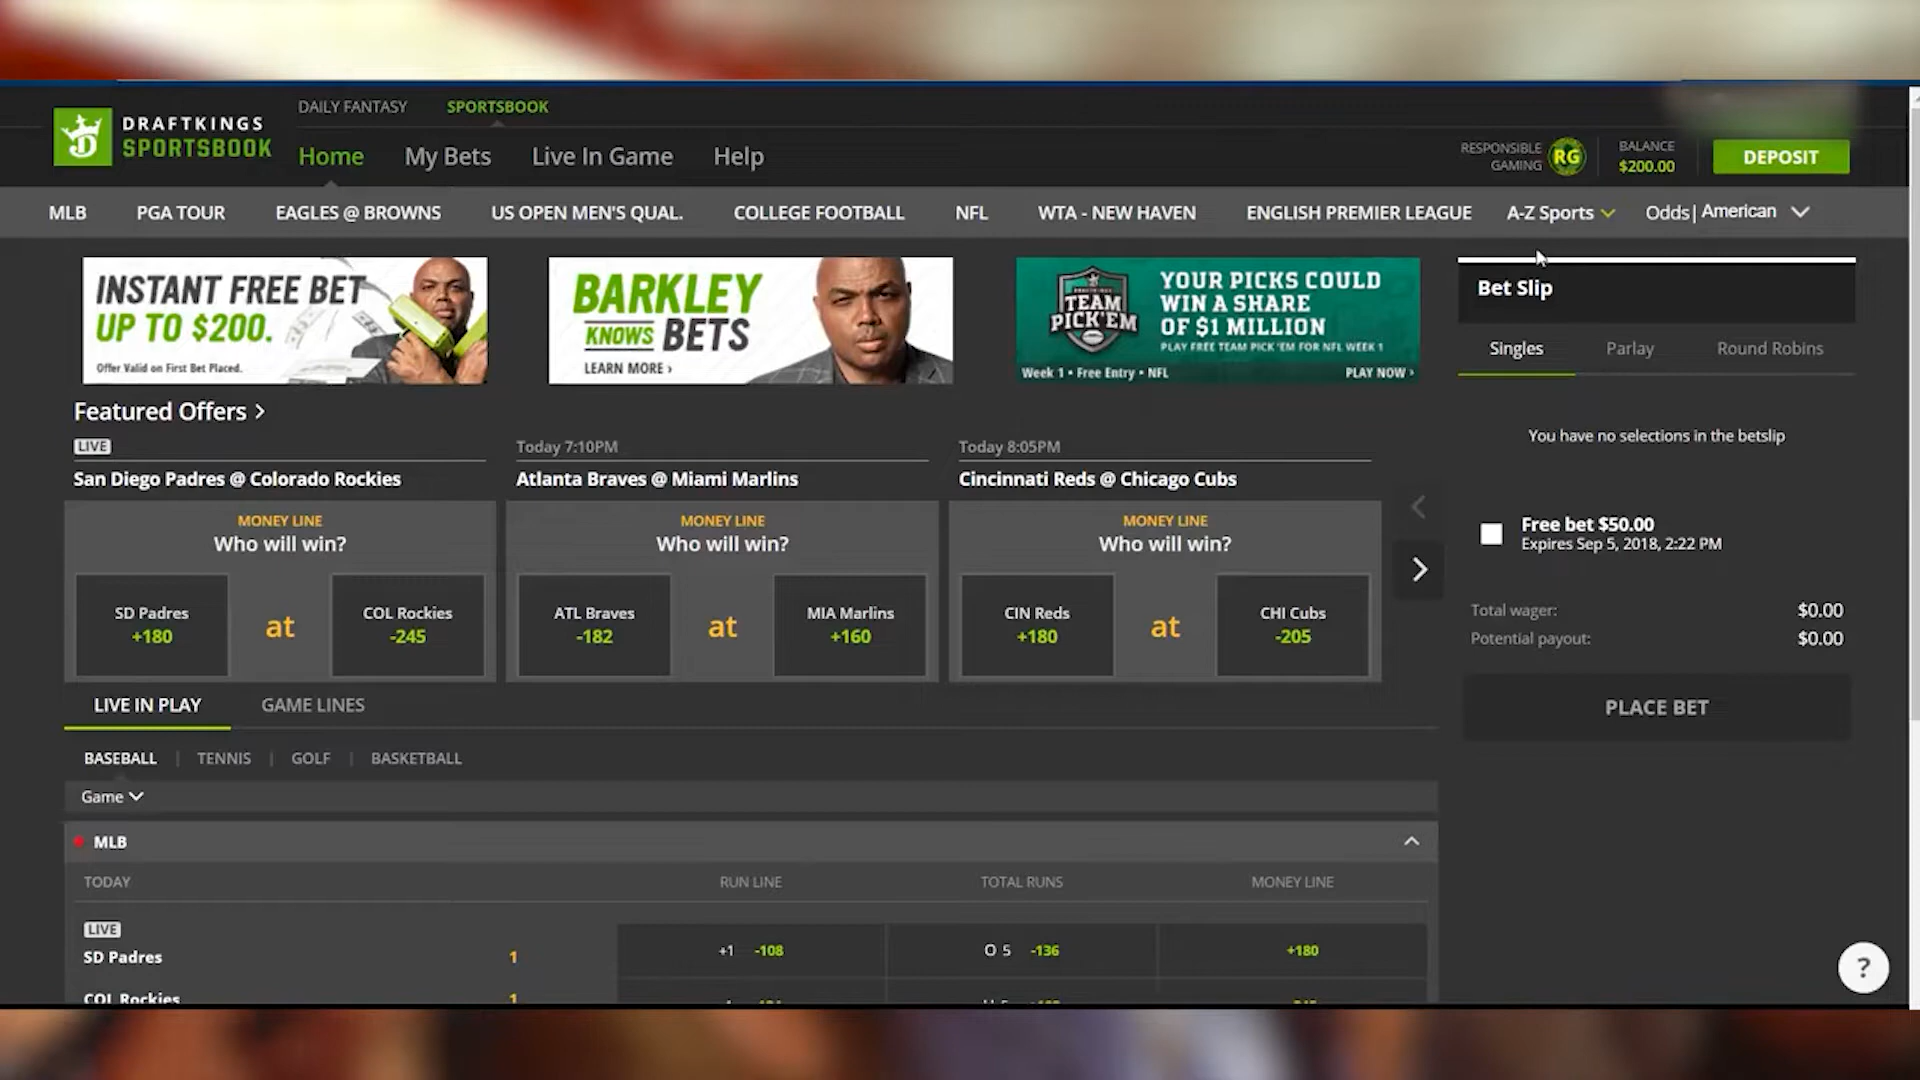 DAILY FANTASY SPORTSBOOK
DRAFTKINGS
SPORTSBOOK
Home My Bets Live In Game Help
RESPONSIBLE
GAMING
RG
BALANCE
$200.00
DEPOSIT
MLB PGA TOUR EAGLES @ BROWNS US OPEN MEN'S QUAL. COLLEGE FOOTBALL NFL WTA - NEW HAVEN ENGLISH PREMIER LEAGUE A-Z Sports Odds | American
INSTANT FREE BET
UP TO $200.
Offer Valid on First Bet Placed.
BARKLEY
KNOWS BETS
LEARN MORE ›
DRAFTKINGS
TEAM
PICK'EM
YOUR PICKS COULD
WIN A SHARE
OF $1 MILLION
PLAY FREE TEAM PICK 'EM FOR NFL WEEK 1
Week 1 • Free Entry • NFL PLAY NOW ›
Bet Slip
Singles Parlay Round Robins
You have no selections in the betslip
Free bet $50.00
Expires Sep 5, 2018, 2:22 PM
Total wager: $0.00
Potential payout: $0.00
PLACE BET
Featured Offers >
LIVE
San Diego Padres @ Colorado Rockies
MONEY LINE
Who will win?
SD Padres
+180
at
COL Rockies
-245
Today 7:10PM
Atlanta Braves @ Miami Marlins
MONEY LINE
Who will win?
ATL Braves
-182
at
MIA Marlins
+160
Today 8:05PM
Cincinnati Reds @ Chicago Cubs
MONEY LINE
Who will win?
CIN Reds
+180
at
CHI Cubs
-205
LIVE IN PLAY GAME LINES
BASEBALL | TENNIS | GOLF | BASKETBALL
Game
MLB
TODAY RUN LINE TOTAL RUNS MONEY LINE
LIVE
SD Padres 1 +1 -108 O 5 -136 +180
COL Rockies 1
?